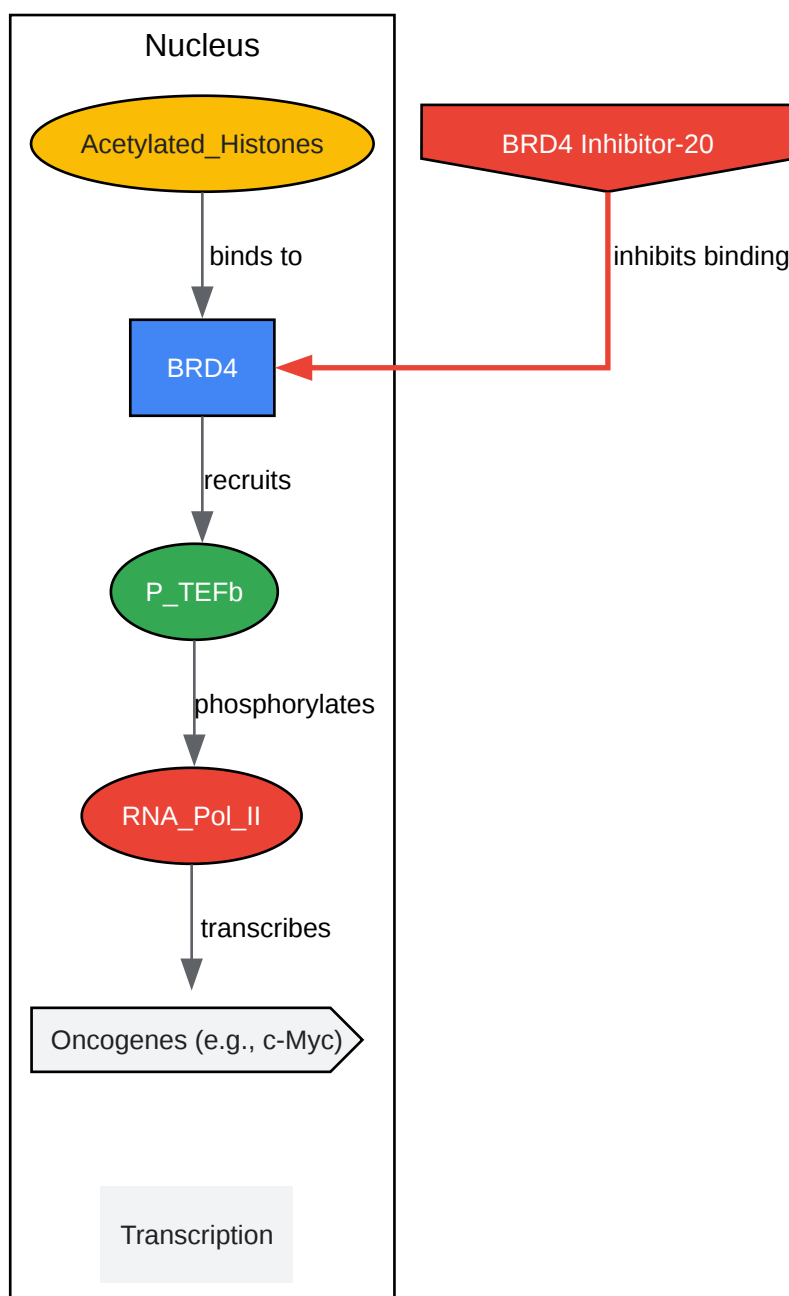 Nucleus
Acetylated_Histones
BRD4 Inhibitor-20
binds to
inhibits binding
BRD4
recruits
P_TEFb
phosphorylates
RNA_Pol_II
transcribes
Oncogenes (e.g., c-Myc)
Transcription